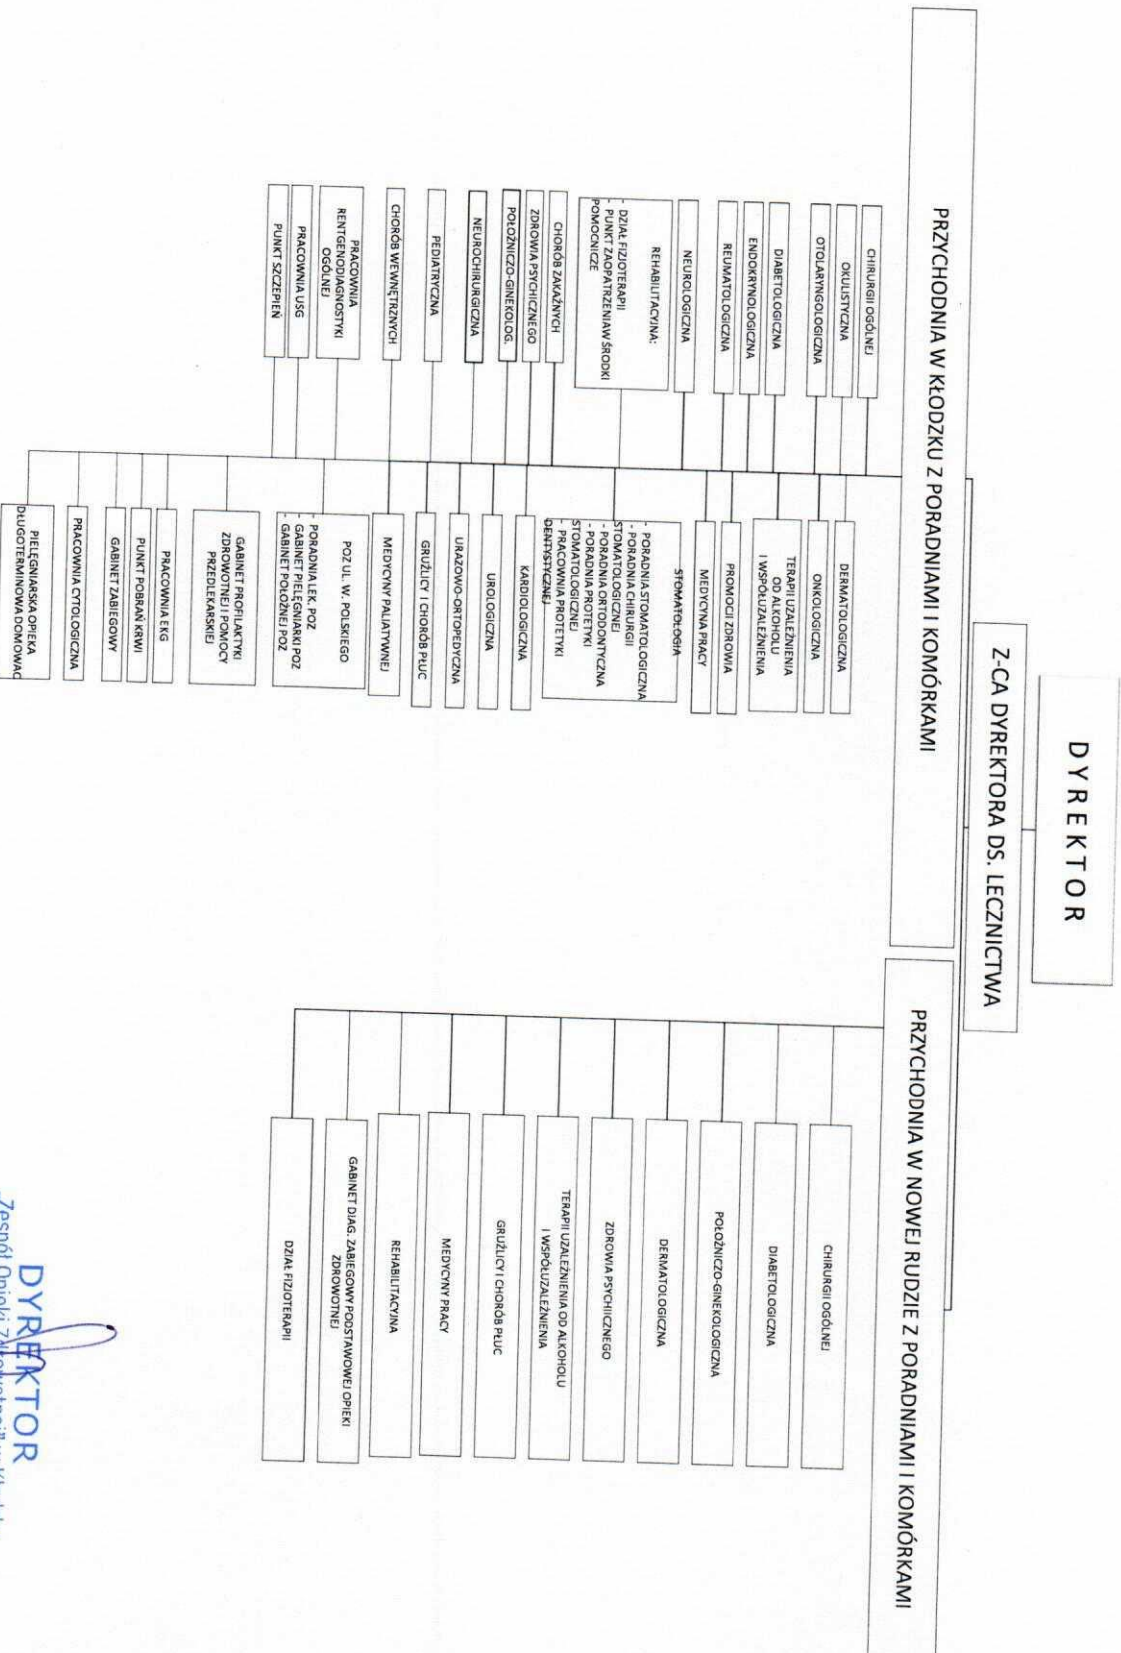 DYREKTOR
Z-CA DYREKTORA DS. LECZNICTWA
PRZYCHODNIA W KŁODZKU Z PORADNIAMI I KOMÓRKAMI
CHIRURGII OGÓLNEJ
OKULISTYCZNA
OTOLARYNGOLOGICZNA
DIABETOLOGICZNA
ENDOKRYNOLOGICZNA
REUMATOLOGICZNA
NEUROLOGICZNA
REHABILITACYJNA:
- DZIAŁ FIZJOTERAPII
- PUNKT ZAOPATRZENIAW ŚRODKI
POMOCNICZE
CHORÓB ZAKAŹNYCH
ZDROWIA PSYCHICZNEGO
POŁOŻNICZO-GINEKOLOG.
NEUROCHIRURGICZNA
PEDIATRYCZNA
CHORÓB WEWNĘTRZNYCH
PRACOWNIA
RENTGENODIAGNOSTYKI
OGÓLNEJ
PRACOWNIA USG
PUNKT SZCZEPIEŃ
DERMATOLOGICZNA
ONKOLOGICZNA
TERAPII UZALEŻNIENIA
OD ALKOHOLU
I WSPÓŁUZALEŻNIENIA
PROMOCJI ZDROWIA
MEDYCYNA PRACY
STOMATOLOGIA
- PORADNIA STOMATOLOGICZNA
- PORADNIA CHIRURGII
STOMATOLOGICZNEJ
- PORADNIA ORTODONTYCZNA
- PORADNIA PROTETYKI
STOMATOLOGICZNEJ
- PRACOWNIA PROTETYKI
DENTYSTYCZNEJ
KARDIOLOGICZNA
UROLOGICZNA
URAZOWO-ORTOPEDYCZNA
GRUŹLICY I CHORÓB PŁUC
MEDYCYNY PALIATYWNEJ
POZ UL. W. POLSKIEGO
- PORADNIA LEK. POZ
- GABINET PIELĘGNIARKI POZ
- GABINET POŁOŻNEJ POZ
GABINET PROFILAKTYKI
ZDROWOTNEJ I POMOCY
PRZEDLEKARSKIEJ
PRACOWNIA EKG
PUNKT POBRAŃ KRWI
GABINET ZABIEGOWY
PRACOWNIA CYTOLOGICZNA
PIELĘGNIARSKA OPIEKA
DŁUGOTERMINOWA DOMOWAC
PRZYCHODNIA W NOWEJ RUDZIE Z PORADNIAMI I KOMÓRKAMI
CHIRURGII OGÓLNEJ
DIABETOLOGICZNA
POŁOŻNICZO-GINEKOLOGICZNA
DERMATOLOGICZNA
ZDROWIA PSYCHIICZNEGO
TERAPII UZALEŻNIENIA OD ALKOHOLU
I WSPÓŁUZALEŻNIENIA
GRUŹLICY I CHORÓB PŁUC
MEDYCYNY PRACY
REHABILITACYJNA
GABINET DIAG. ZABIEGOWY PODSTAWOWEJ OPIEKI
ZDROWOTNEJ
DZIAŁ FIZJOTERAPII
DYREKTOR
Zespół Opieki Zdrowotnej" w